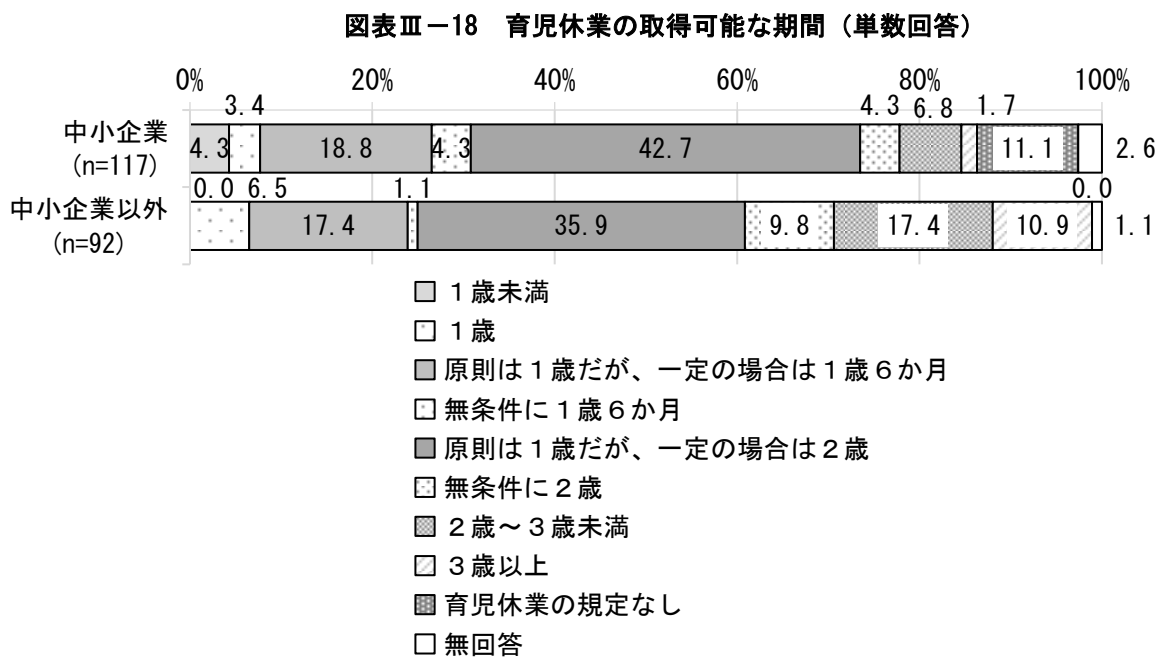 図表Ⅲ－18　育児休業の取得可能な期間（単数回答）
0% 20% 40% 60% 80% 100%
3.4 4.3 6.8 1.7
中小企業
(n=117)
4.3 18.8 4.3 42.7 11.1 2.6
0.0 6.5 1.1 0.0
中小企業以外
(n=92)
17.4 35.9 9.8 17.4 10.9 1.1
１歳未満
１歳
原則は１歳だが、一定の場合は１歳６か月
無条件に１歳６か月
原則は１歳だが、一定の場合は２歳
無条件に２歳
２歳～３歳未満
３歳以上
育児休業の規定なし
無回答